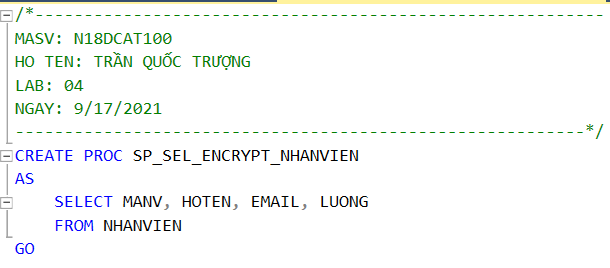 /*----------------------------------------------------------
MASV: N18DCAT100
HO TEN: TRẦN QUỐC TRƯỢNG
LAB: 04
NGAY: 9/17/2021
----------------------------------------------------------*/
CREATE PROC SP_SEL_ENCRYPT_NHANVIEN
AS
    SELECT MANV, HOTEN, EMAIL, LUONG
    FROM NHANVIEN
GO